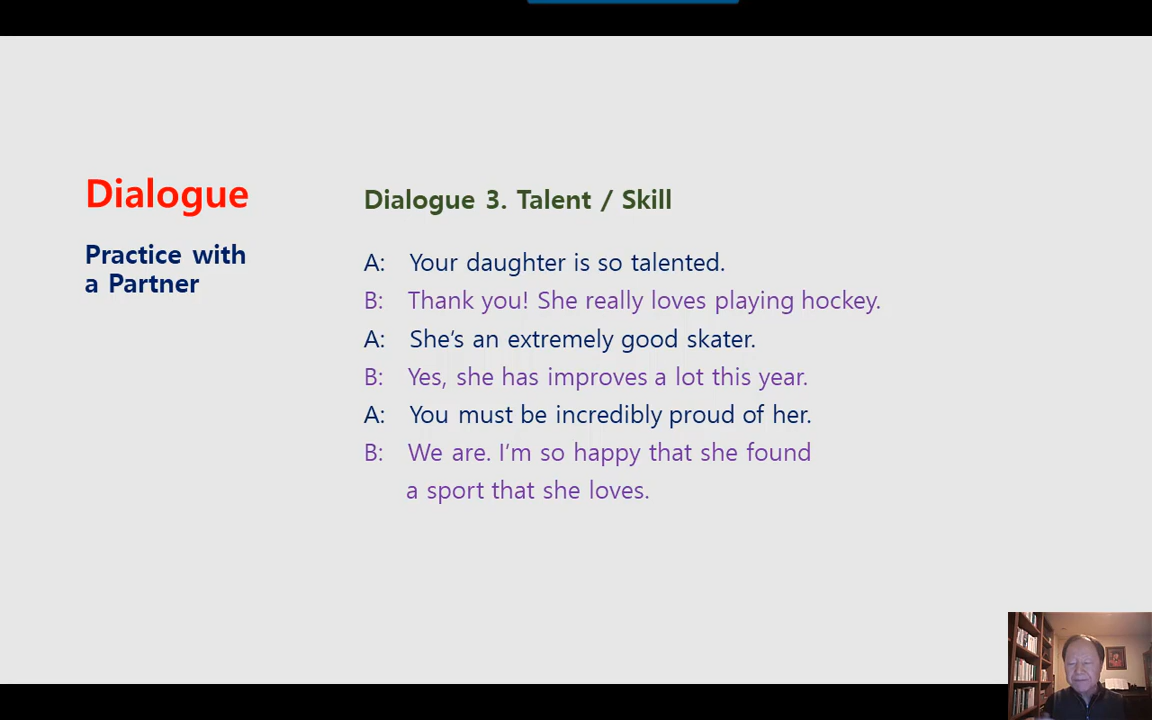 Dialogue
Practice with
a Partner
Dialogue 3. Talent / Skill
A: Your daughter is so talented.
B: Thank you! She really loves playing hockey.
A: She's an extremely good skater.
B: Yes, she has improves a lot this year.
A: You must be incredibly proud of her.
B: We are. I'm so happy that she found
a sport that she loves.